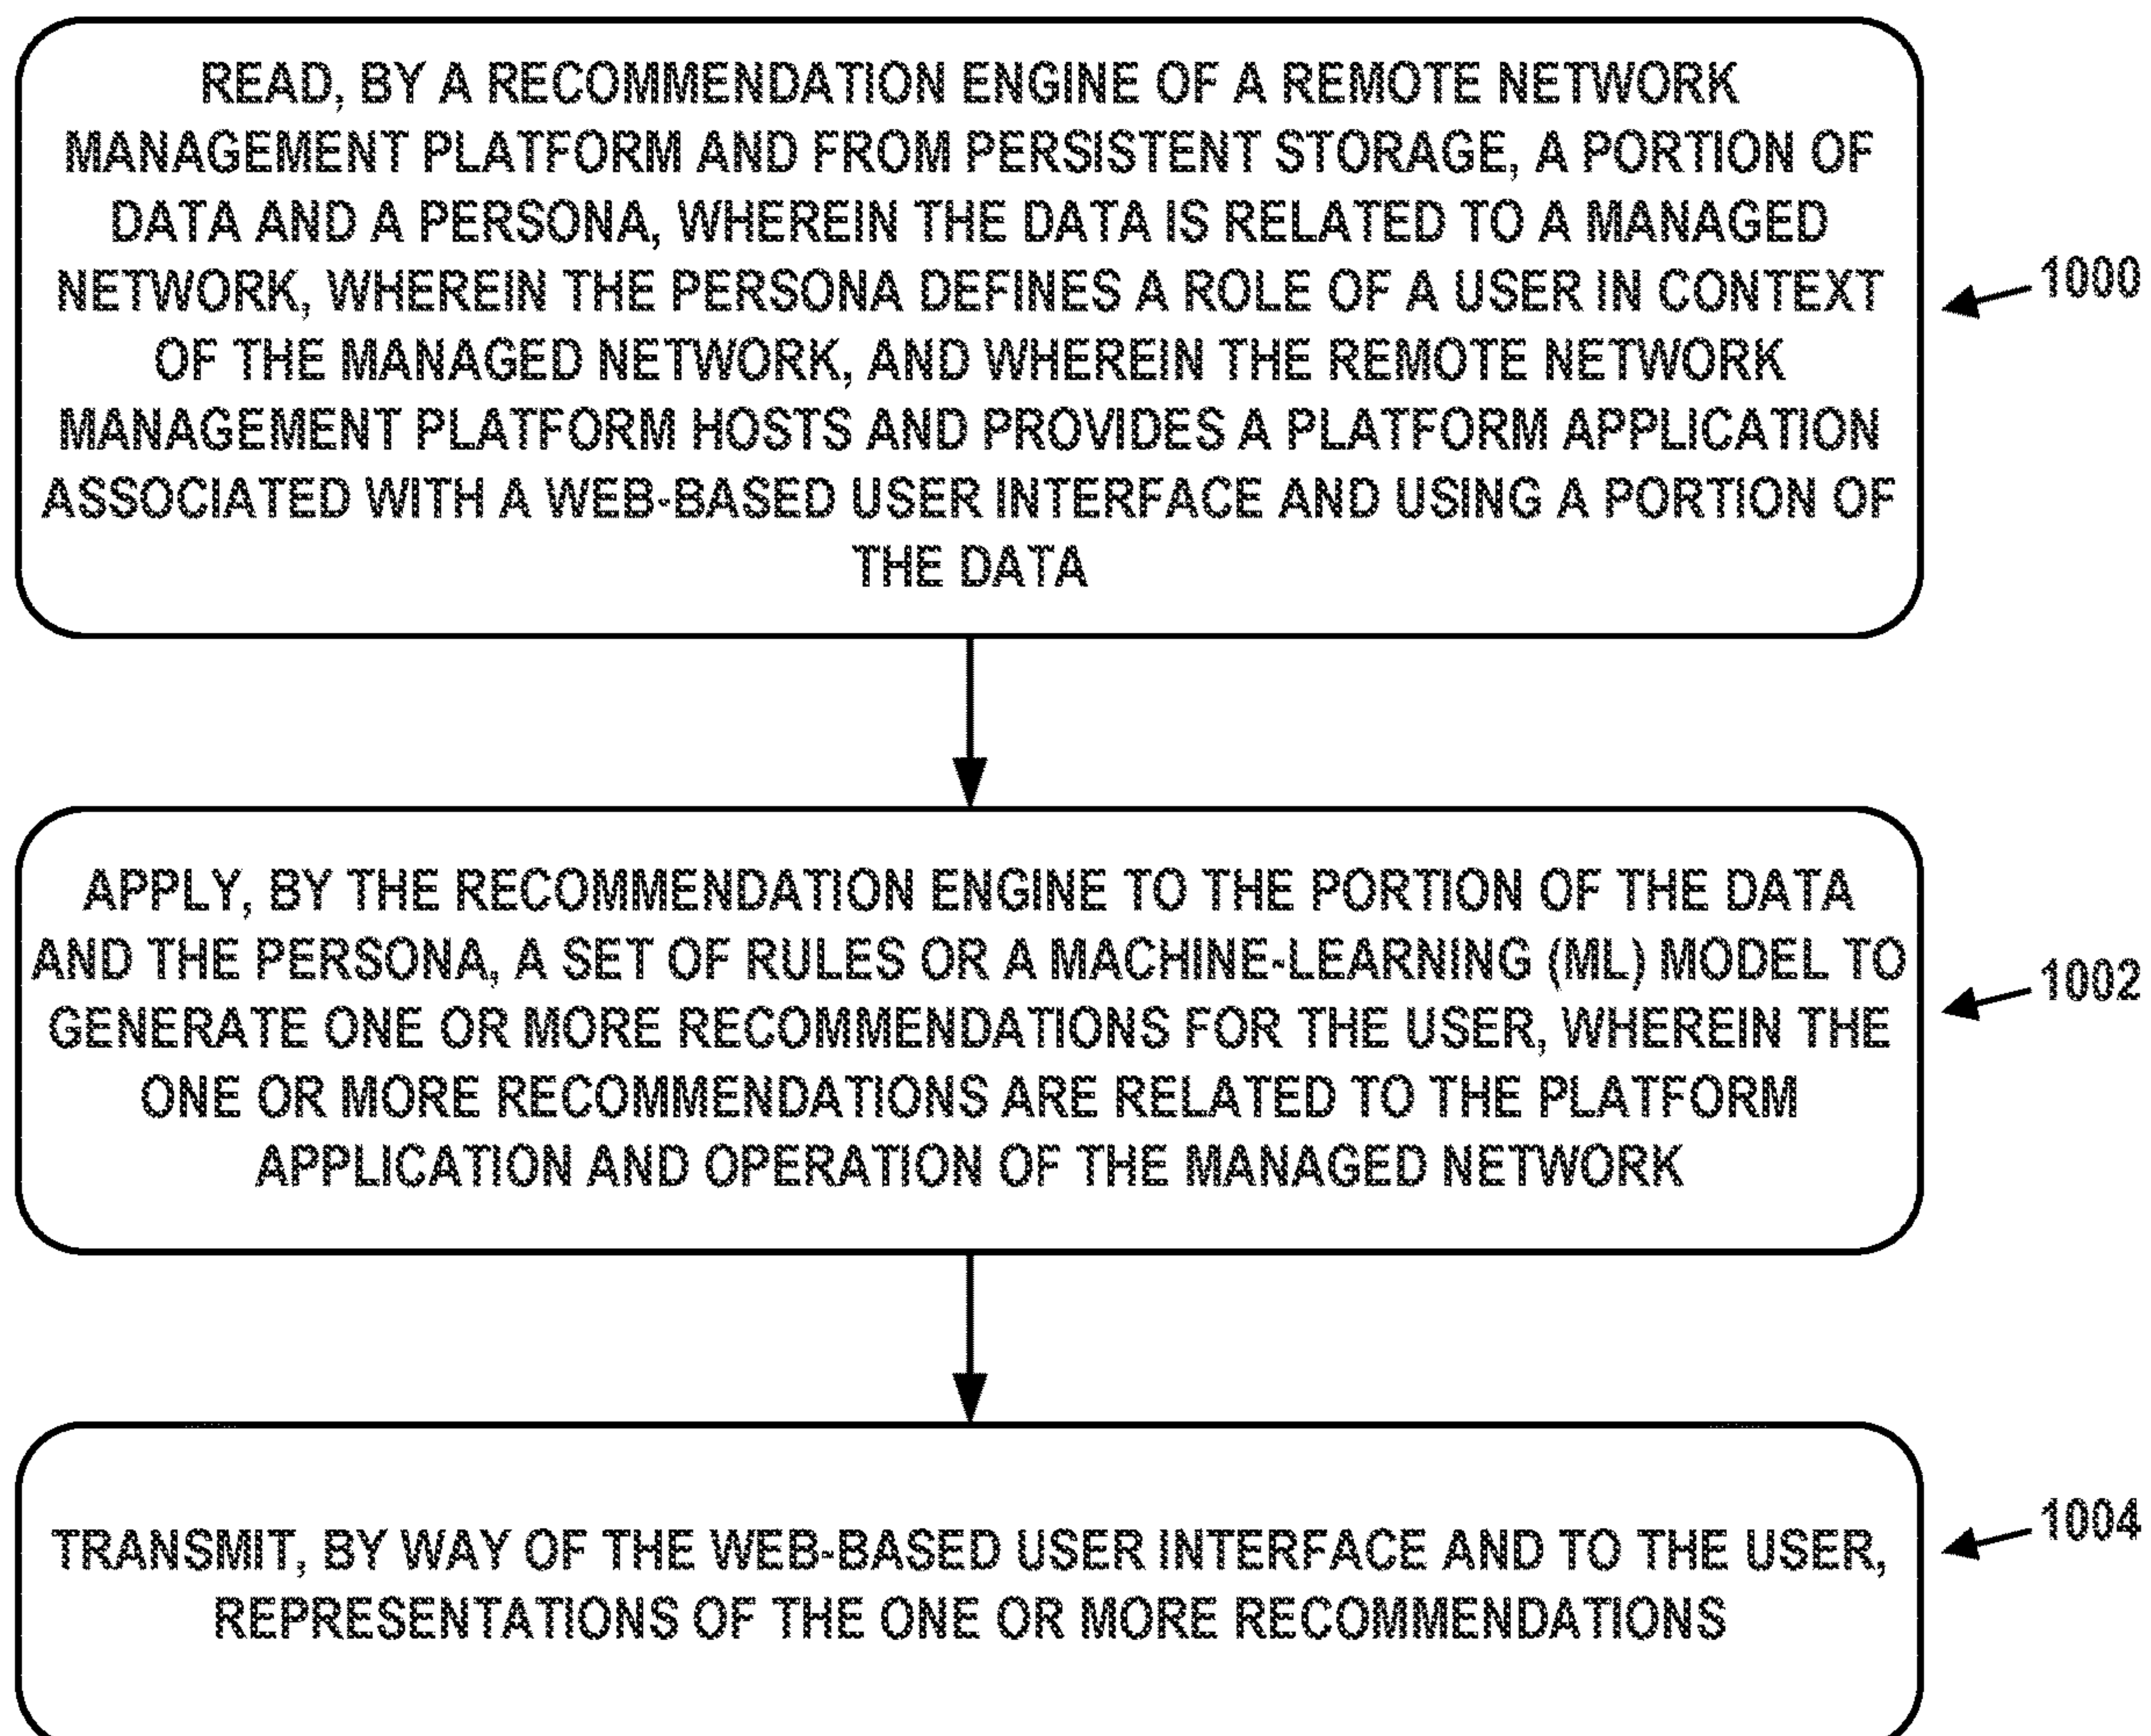 READ, BY A RECOMMENDATION ENGINE OF A REMOTE NETWORK
MANAGEMENT PLATFORM AND FROM PERSISTENT STORAGE, A PORTION OF
DATA AND A PERSONA, WHEREIN THE DATA IS RELATED TO A MANAGED
NETWORK, WHEREIN THE PERSONA DEFINES A ROLE OF A USER IN CONTEXT
OF THE MANAGED NETWORK, AND WHEREIN THE REMOTE NETWORK
MANAGEMENT PLATFORM HOSTS AND PROVIDES A PLATFORM APPLICATION
ASSOCIATED WITH A WEB-BASED USER INTERFACE AND USING A PORTION OF
THE DATA
1000
APPLY, BY THE RECOMMENDATION ENGINE TO THE PORTION OF THE DATA
AND THE PERSONA, A SET OF RULES OR A MACHINE-LEARNING (ML) MODEL TO
GENERATE ONE OR MORE RECOMMENDATIONS FOR THE USER, WHEREIN THE
ONE OR MORE RECOMMENDATIONS ARE RELATED TO THE PLATFORM
APPLICATION AND OPERATION OF THE MANAGED NETWORK
1002
TRANSMIT, BY WAY OF THE WEB-BASED USER INTERFACE AND TO THE USER,
REPRESENTATIONS OF THE ONE OR MORE RECOMMENDATIONS
1004